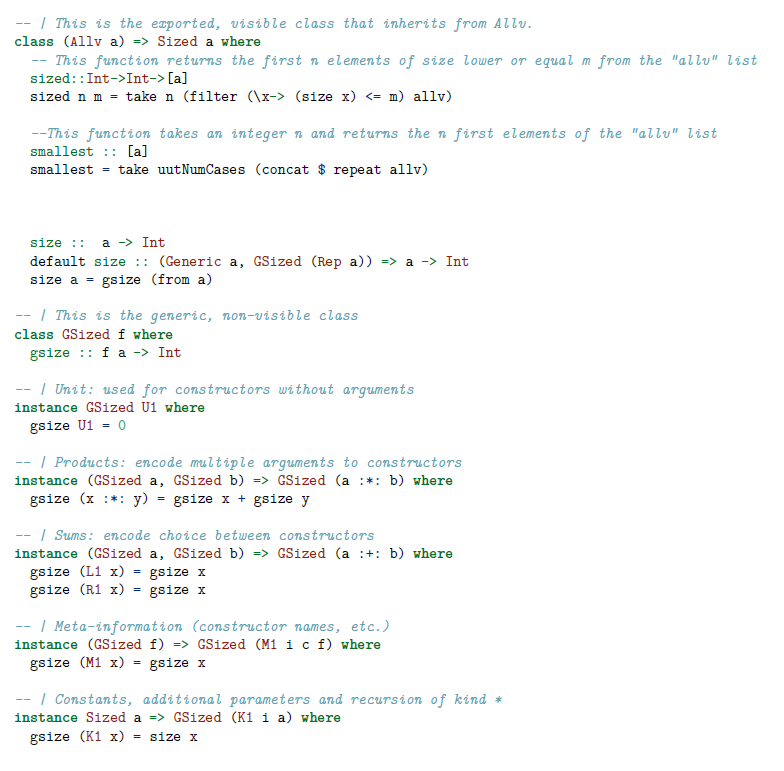 -- | This is the exported, visible class that inherits from Allv.
class (Allv a) => Sized a where
  -- This function returns the first n elements of size lower or equal m from the "allv" list
  sized::Int->Int->[a]
  sized n m = take n (filter (\x-> (size x) <= m) allv)

  --This function takes an integer n and returns the n first elements of the "allv" list
  smallest :: [a]
  smallest = take uutNumCases (concat $ repeat allv)

  size ::  a -> Int
  default size :: (Generic a, GSized (Rep a)) => a -> Int
  size a = gsize (from a)

-- | This is the generic, non-visible class
class GSized f where
  gsize :: f a -> Int

-- | Unit: used for constructors without arguments
instance GSized U1 where
  gsize U1 = 0

-- | Products: encode multiple arguments to constructors
instance (GSized a, GSized b) => GSized (a :*: b) where
  gsize (x :*: y) = gsize x + gsize y

-- | Sums: encode choice between constructors
instance (GSized a, GSized b) => GSized (a :+: b) where
  gsize (L1 x) = gsize x
  gsize (R1 x) = gsize x

-- | Meta-information (constructor names, etc.)
instance (GSized f) => GSized (M1 i c f) where
  gsize (M1 x) = gsize x

-- | Constants, additional parameters and recursion of kind *
instance Sized a => GSized (K1 i a) where
  gsize (K1 x) = size x